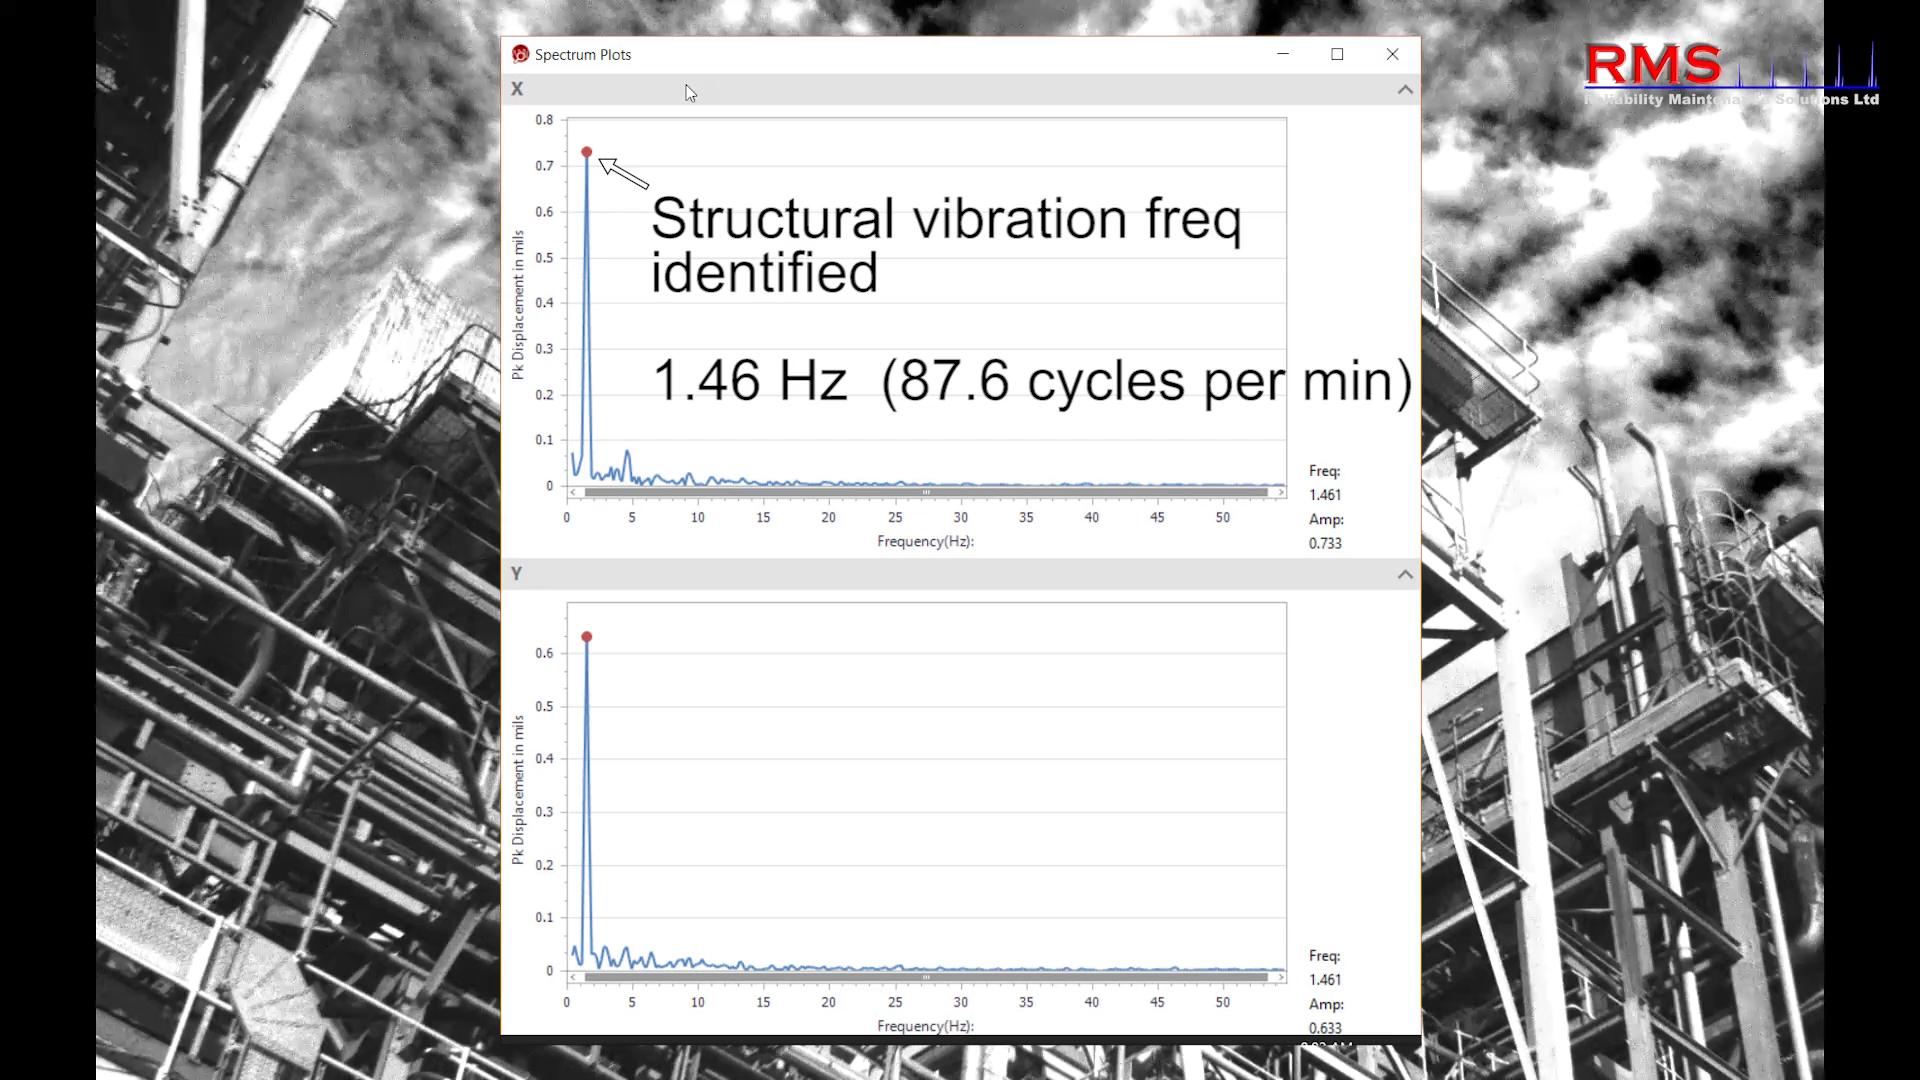 Spectrum Plots
RMS
Reliability Maintenance Solutions Ltd
X
0.8
0.7
0.6
0.5
0.4
0.3
0.2
0.1
0
Pk Displacement in mils
Structural vibration freq
identified
1.46 Hz (87.6 cycles per min)
Freq:
1.461
Amp:
0.733
0 5 10 15 20 25 30 35 40 45 50
Frequency(Hz):
Y
0.6
0.5
0.4
0.3
0.2
0.1
0
Pk Displacement in mils
Freq:
1.461
Amp:
0.633
0 5 10 15 20 25 30 35 40 45 50
Frequency(Hz):